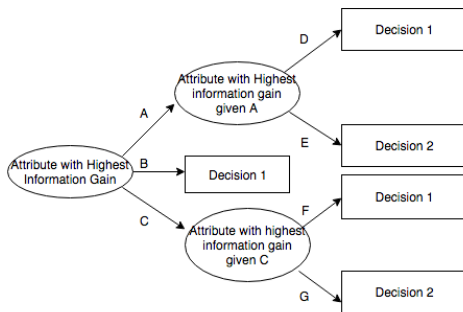 D
Decision 1
Attribute with Highest
information gain
given A
A
E
Decision 2
Attribute with Highest
Information Gain
B
Decision 1
C
F
Decision 1
Attribute with highest
information gain
given C
G
Decision 2